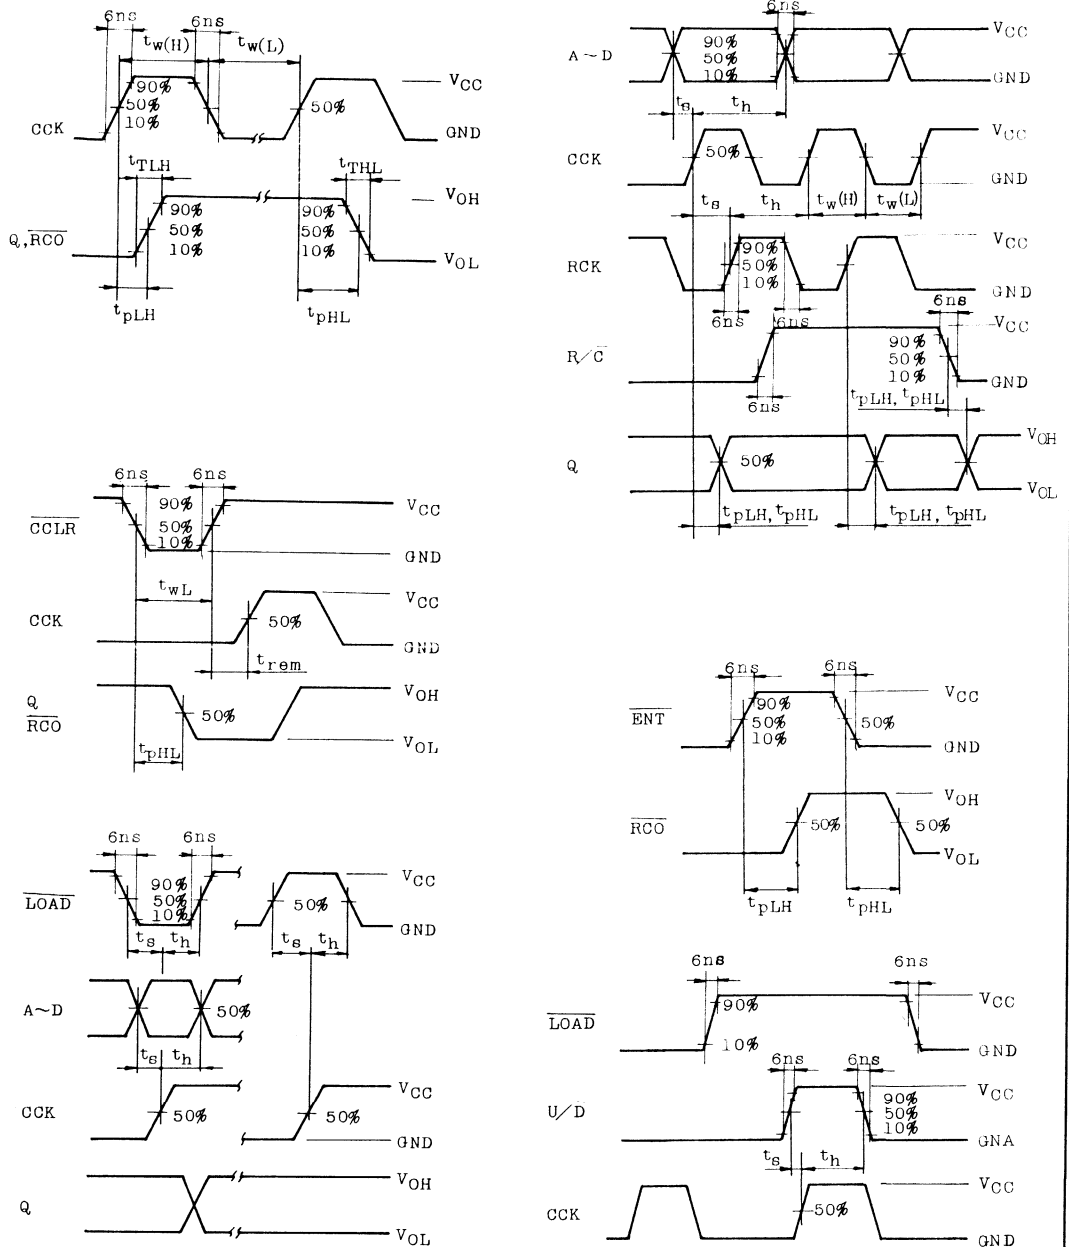 6ns 6ns
tw(H) tw(L)
90%
50%
10%
50%
VCC
CCK
GND
tTLH tTHL
VOH
90% 90%
50% 50%
10% 10%
Q, RCO
VOL
tpLH tpHL
6ns 6ns
90%
50%
10%
VCC
CCLR
GND
twL
VCC
CCK
50%
GND
trem
Q
RCO
VOH
50%
VOL
tpHL
6ns 6ns
90%
50%
10%
50%
VCC
LOAD
GND
ts th ts th
A~D
50%
ts th
VCC
CCK
50% 50%
GND
VOH
Q
VOL
6ns
VCC
A~D
90%
50%
10%
GND
ts th
VCC
CCK
50%
GND
ts th tw(H) tw(L)
VCC
RCK
90%
50%
10%
GND
6ns 6ns 6ns
VCC
R/C
90%
50%
10%
GND
6ns
tpLH, tpHL
VOH
Q
50%
VOL
tpLH, tpHL tpLH, tpHL
6ns 6ns
VCC
ENT
90%
50%
10%
50%
GND
VOH
RCO
50% 50%
VOL
tpLH tpHL
6ns 6ns
VCC
LOAD
90%
10%
GND
6ns 6ns
VCC
U/D
90%
50%
10%
GNA
ts th
VCC
CCK
50%
GND